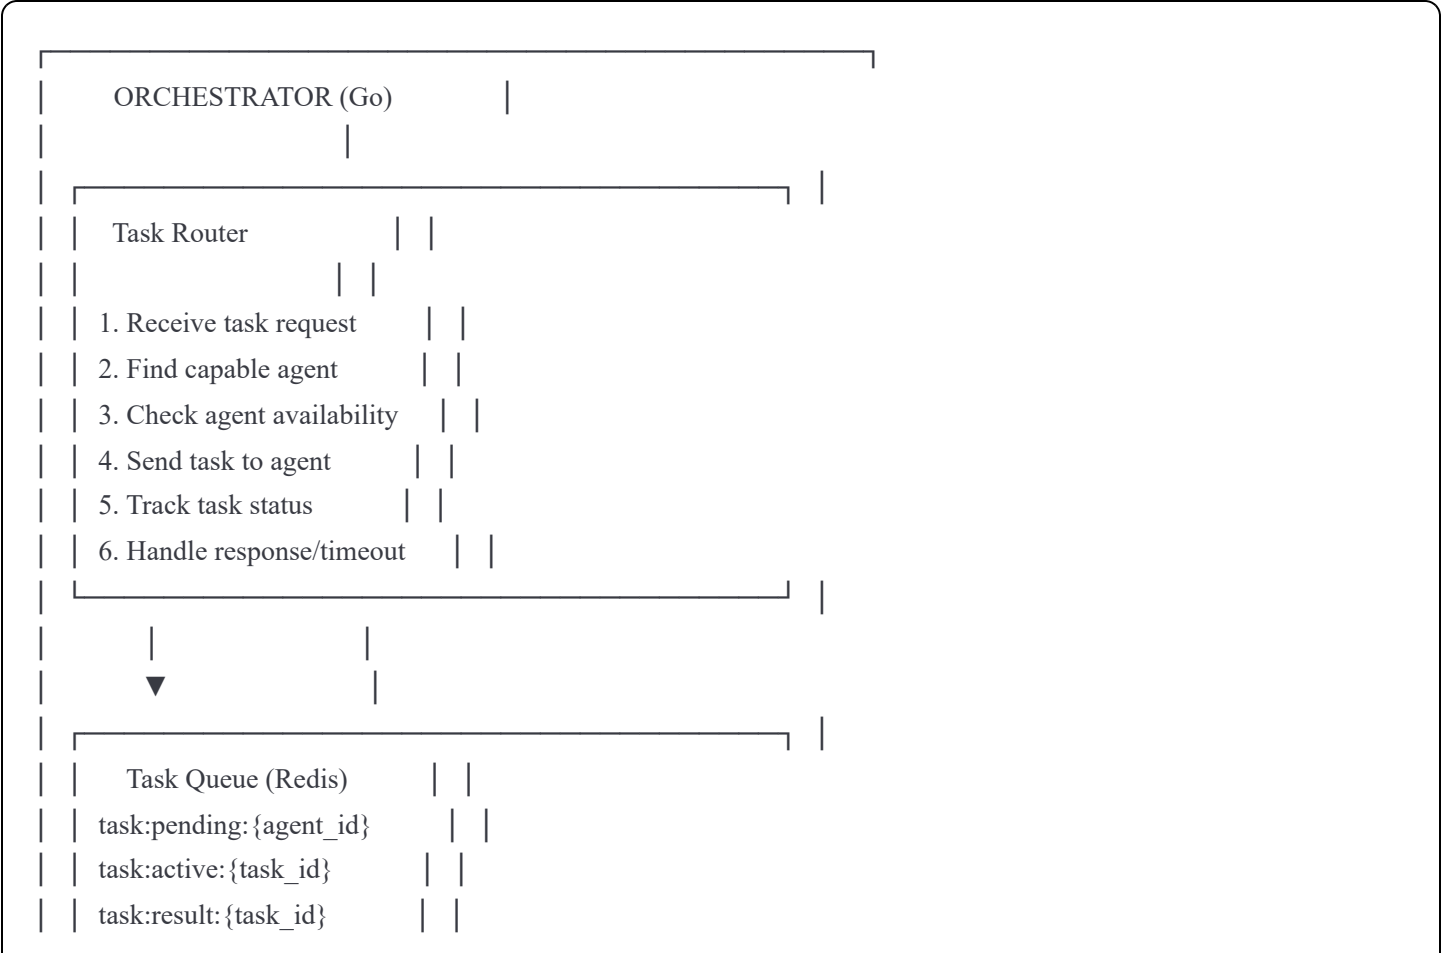 ORCHESTRATOR (Go)
Task Router
1. Receive task request
2. Find capable agent
3. Check agent availability
4. Send task to agent
5. Track task status
6. Handle response/timeout
▼
Task Queue (Redis)
task:pending:{agent_id}
task:active:{task_id}
task:result:{task_id}